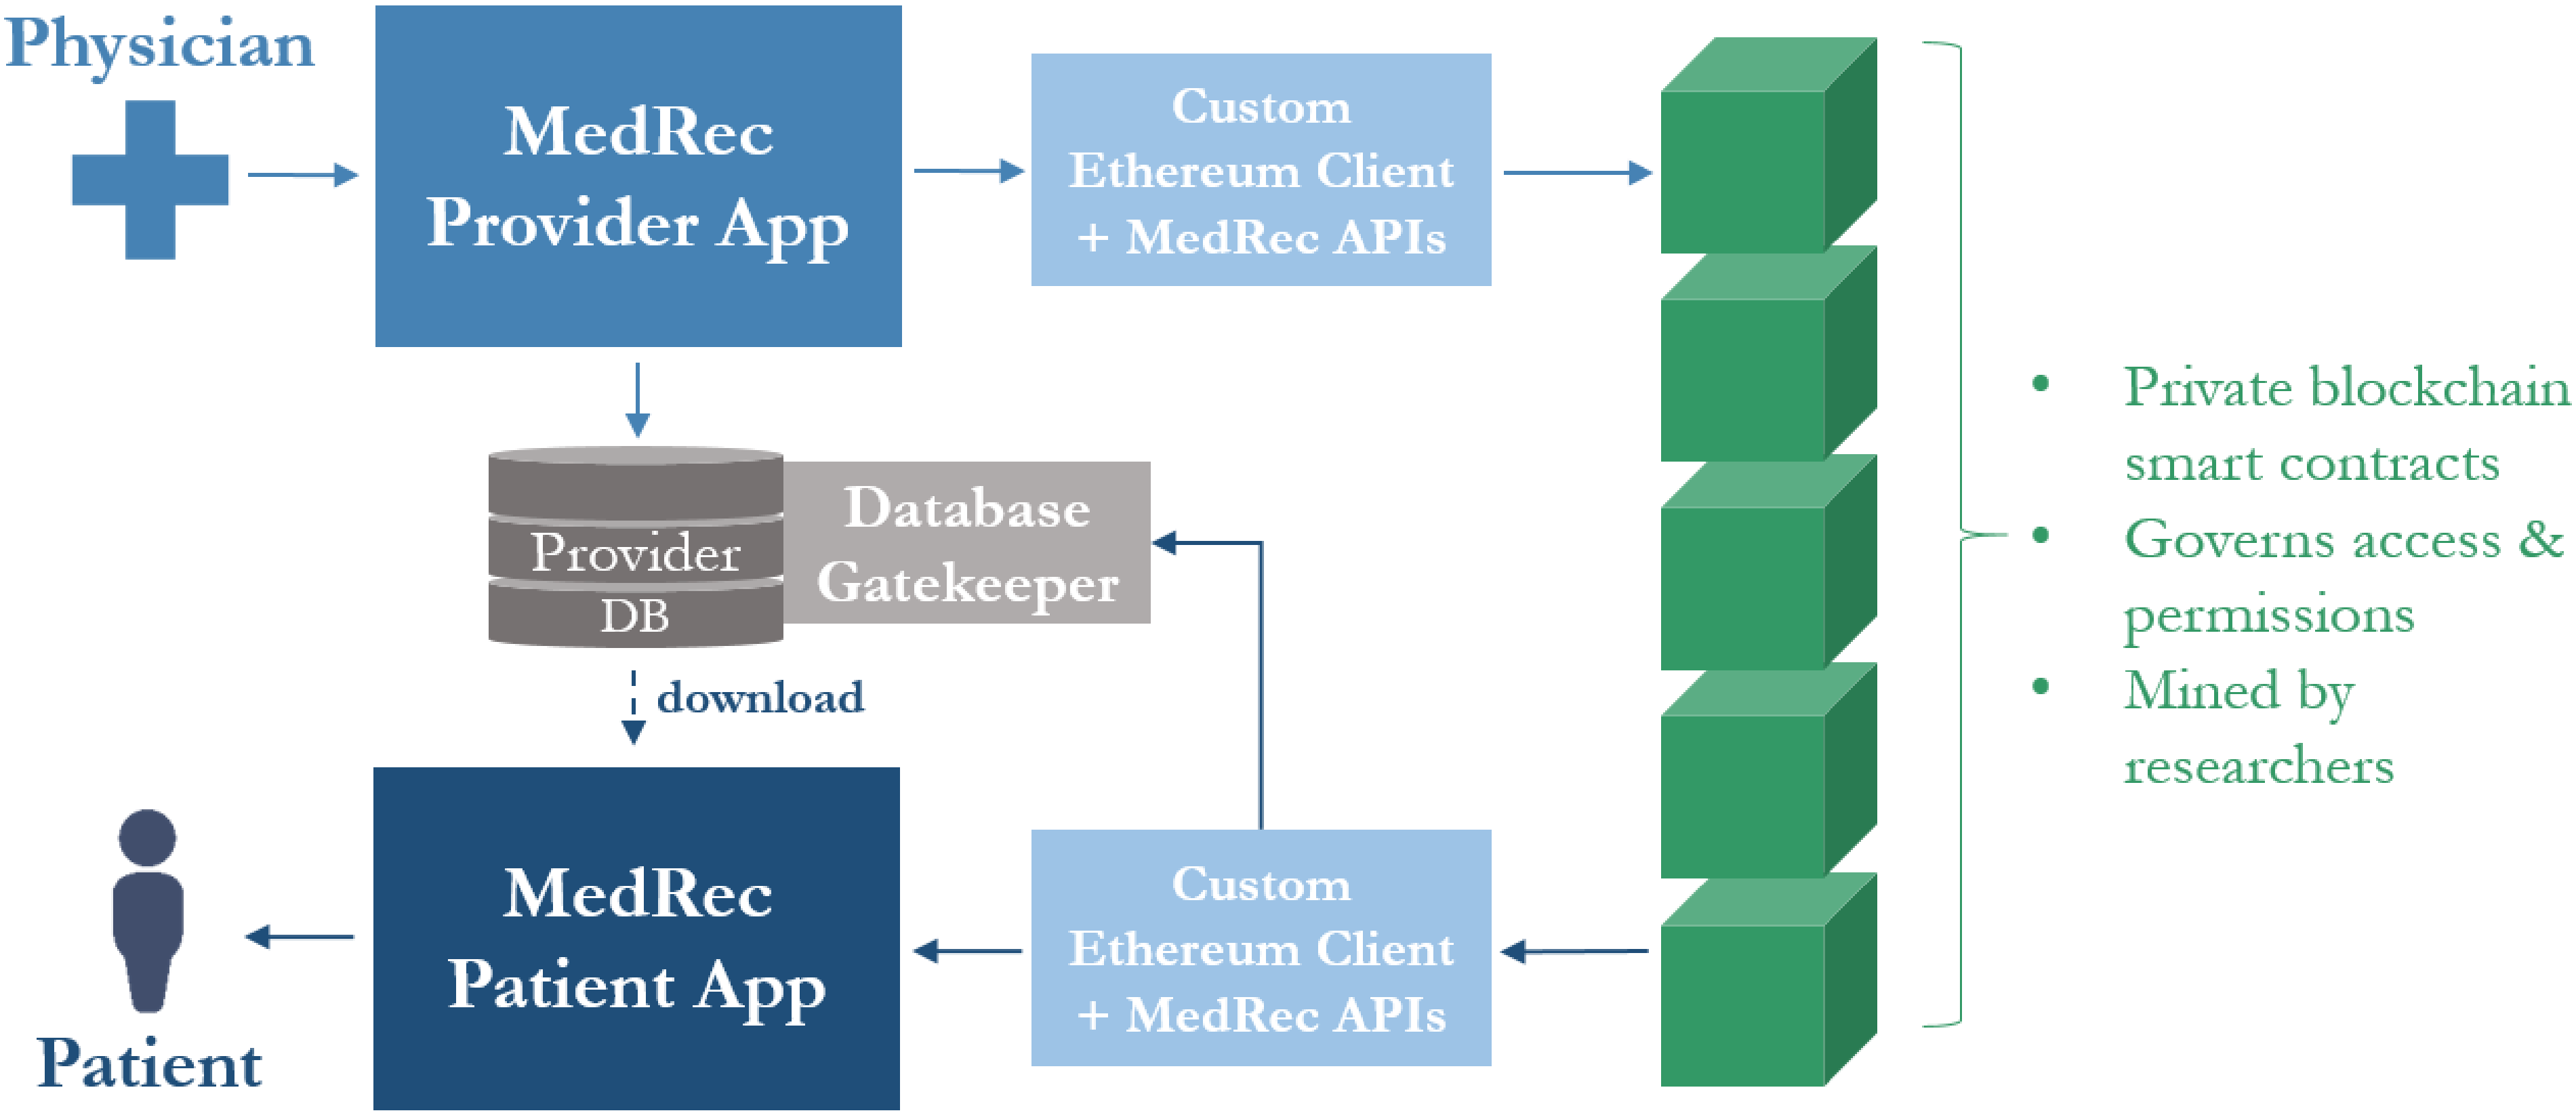 Physician
MedRec
Provider App
Custom
Ethereum Client
+ MedRec APIs
Provider
DB
Database
Gatekeeper
download
• Private blockchain
smart contracts
• Governs access &
permissions
• Mined by
researchers
Patient
MedRec
Patient App
Custom
Ethereum Client
+ MedRec APIs